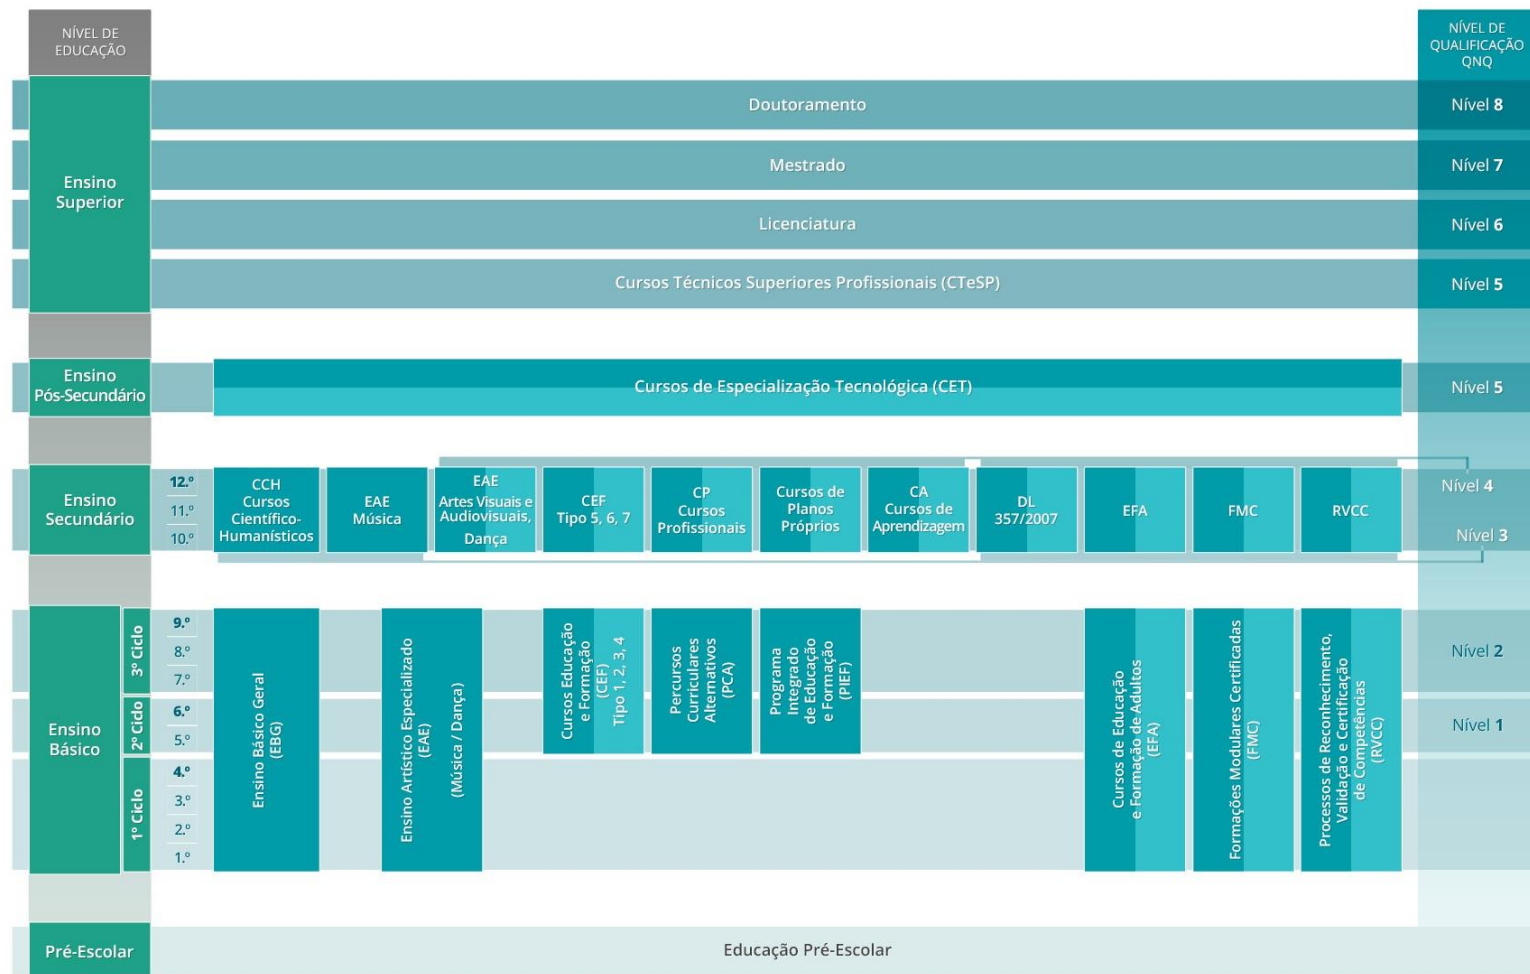 NÍVEL DE
EDUCAÇÃO
NÍVEL DE
QUALIFICAÇÃO
QNQ
Ensino
Superior
Doutoramento
Nível 8
Mestrado
Nível 7
Licenciatura
Nível 6
Cursos Técnicos Superiores Profissionais (CTeSP)
Nível 5
Ensino
Pós-Secundário
Cursos de Especialização Tecnológica (CET)
Nível 5
Ensino
Secundário
12.º
11.º
10.º
CCH
Cursos
Científico-
Humanísticos
EAE
Música
EAE
Artes Visuais e
Audiovisuais,
Dança
CEF
Tipo 5, 6, 7
CP
Cursos
Profissionais
Cursos de
Planos
Próprios
CA
Cursos de
Aprendizagem
DL
357/2007
EFA
FMC
RVCC
Nível 4
Nível 3
Ensino
Básico
3º Ciclo
2º Ciclo
1º Ciclo
9.º
8.º
7.º
6.º
5.º
4.º
3.º
2.º
1.º
Ensino Básico Geral
(EBG)
Ensino Artístico Especializado
(EAE)
(Música / Dança)
Cursos Educação
e Formação
(CEF)
Tipo 1, 2, 3, 4
Percursos
Curriculares
Alternativos
(PCA)
Programa
Integrado
de Educação
e Formação
(PIEF)
Cursos de Educação
e Formação de Adultos
(EFA)
Formações Modulares Certificadas
(FMC)
Processos de Reconhecimento,
Validação e Certificação
de Competências
(RVCC)
Nível 2
Nível 1
Pré-Escolar
Educação Pré-Escolar